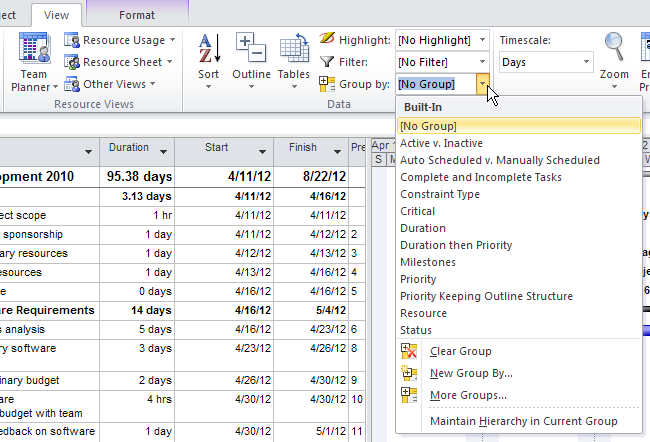 ect View Format
Resource Usage Highlight: [No Highlight] Timescale:
Resource Sheet Filter: [No Filter] Days
Team Planner Other Views Sort Outline Tables Group by: [No Group] Zoom
Resource Views Data
Built-In
[No Group]
Active v. Inactive
Auto Scheduled v. Manually Scheduled
Complete and Incomplete Tasks
Constraint Type
Critical
Duration
Duration then Priority
Milestones
Priority
Priority Keeping Outline Structure
Resource
Status
Clear Group
New Group By...
More Groups...
Maintain Hierarchy in Current Group
Duration Start Finish Pre Apr
S M
opment 2010 95.38 days 4/11/12 8/22/12
3.13 days 4/11/12 4/16/12
ect scope 1 hr 4/11/12 4/11/12
sponsorship 1 day 4/11/12 4/12/12 2
ary resources 1 day 4/12/12 4/13/12 3
esources 1 day 4/13/12 4/16/12 4
e 0 days 4/16/12 4/16/12 5
are Requirements 14 days 4/16/12 5/4/12
s analysis 5 days 4/16/12 4/23/12 6
ry software 3 days 4/23/12 4/26/12 8
inary budget 2 days 4/26/12 4/30/12 9
are 4 hrs 4/30/12 4/30/12 10
budget with team
edback on software 1 day 4/30/12 5/1/12 11